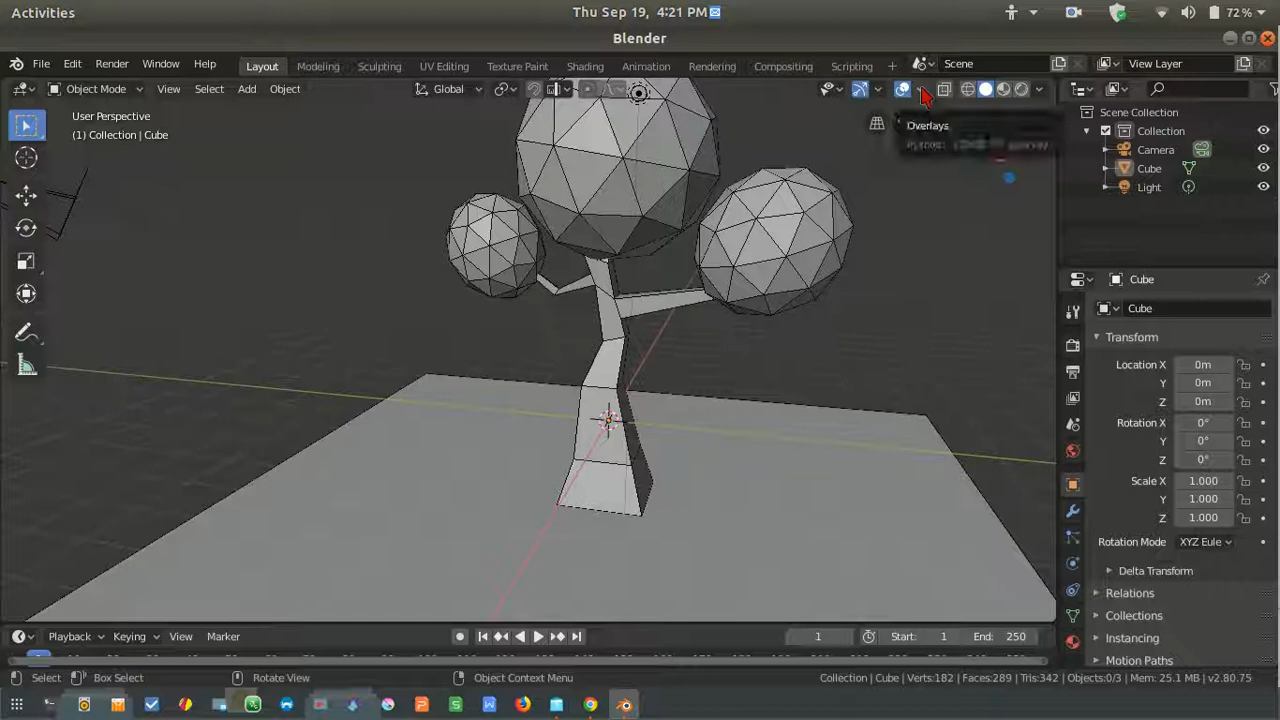 Activities
Thu Sep 19, 4:21 PM
72%
Blender
File Edit Render Window Help
Layout Modeling Sculpting UV Editing Texture Paint Shading Animation Rendering Compositing Scripting +
Scene
View Layer
Object Mode View Select Add Object
Global
User Perspective
(1) Collection | Cube
Overlays
Scene Collection
Collection
Camera
Cube
Light
Cube
Cube
Transform
Location X 0m
Y 0m
Z 0m
Rotation X 0°
Y 0°
Z 0°
Scale X 1.000
Y 1.000
Z 1.000
Rotation Mode XYZ Eule
Delta Transform
Relations
Collections
Instancing
Motion Paths
Playback Keying View Marker
1
Start: 1
End: 250
Select
Box Select
Rotate View
Object Context Menu
Collection | Cube | Verts:182 | Faces:289 | Tris:342 | Objects:0/3 | Mem: 25.1 MB | v2.80.75